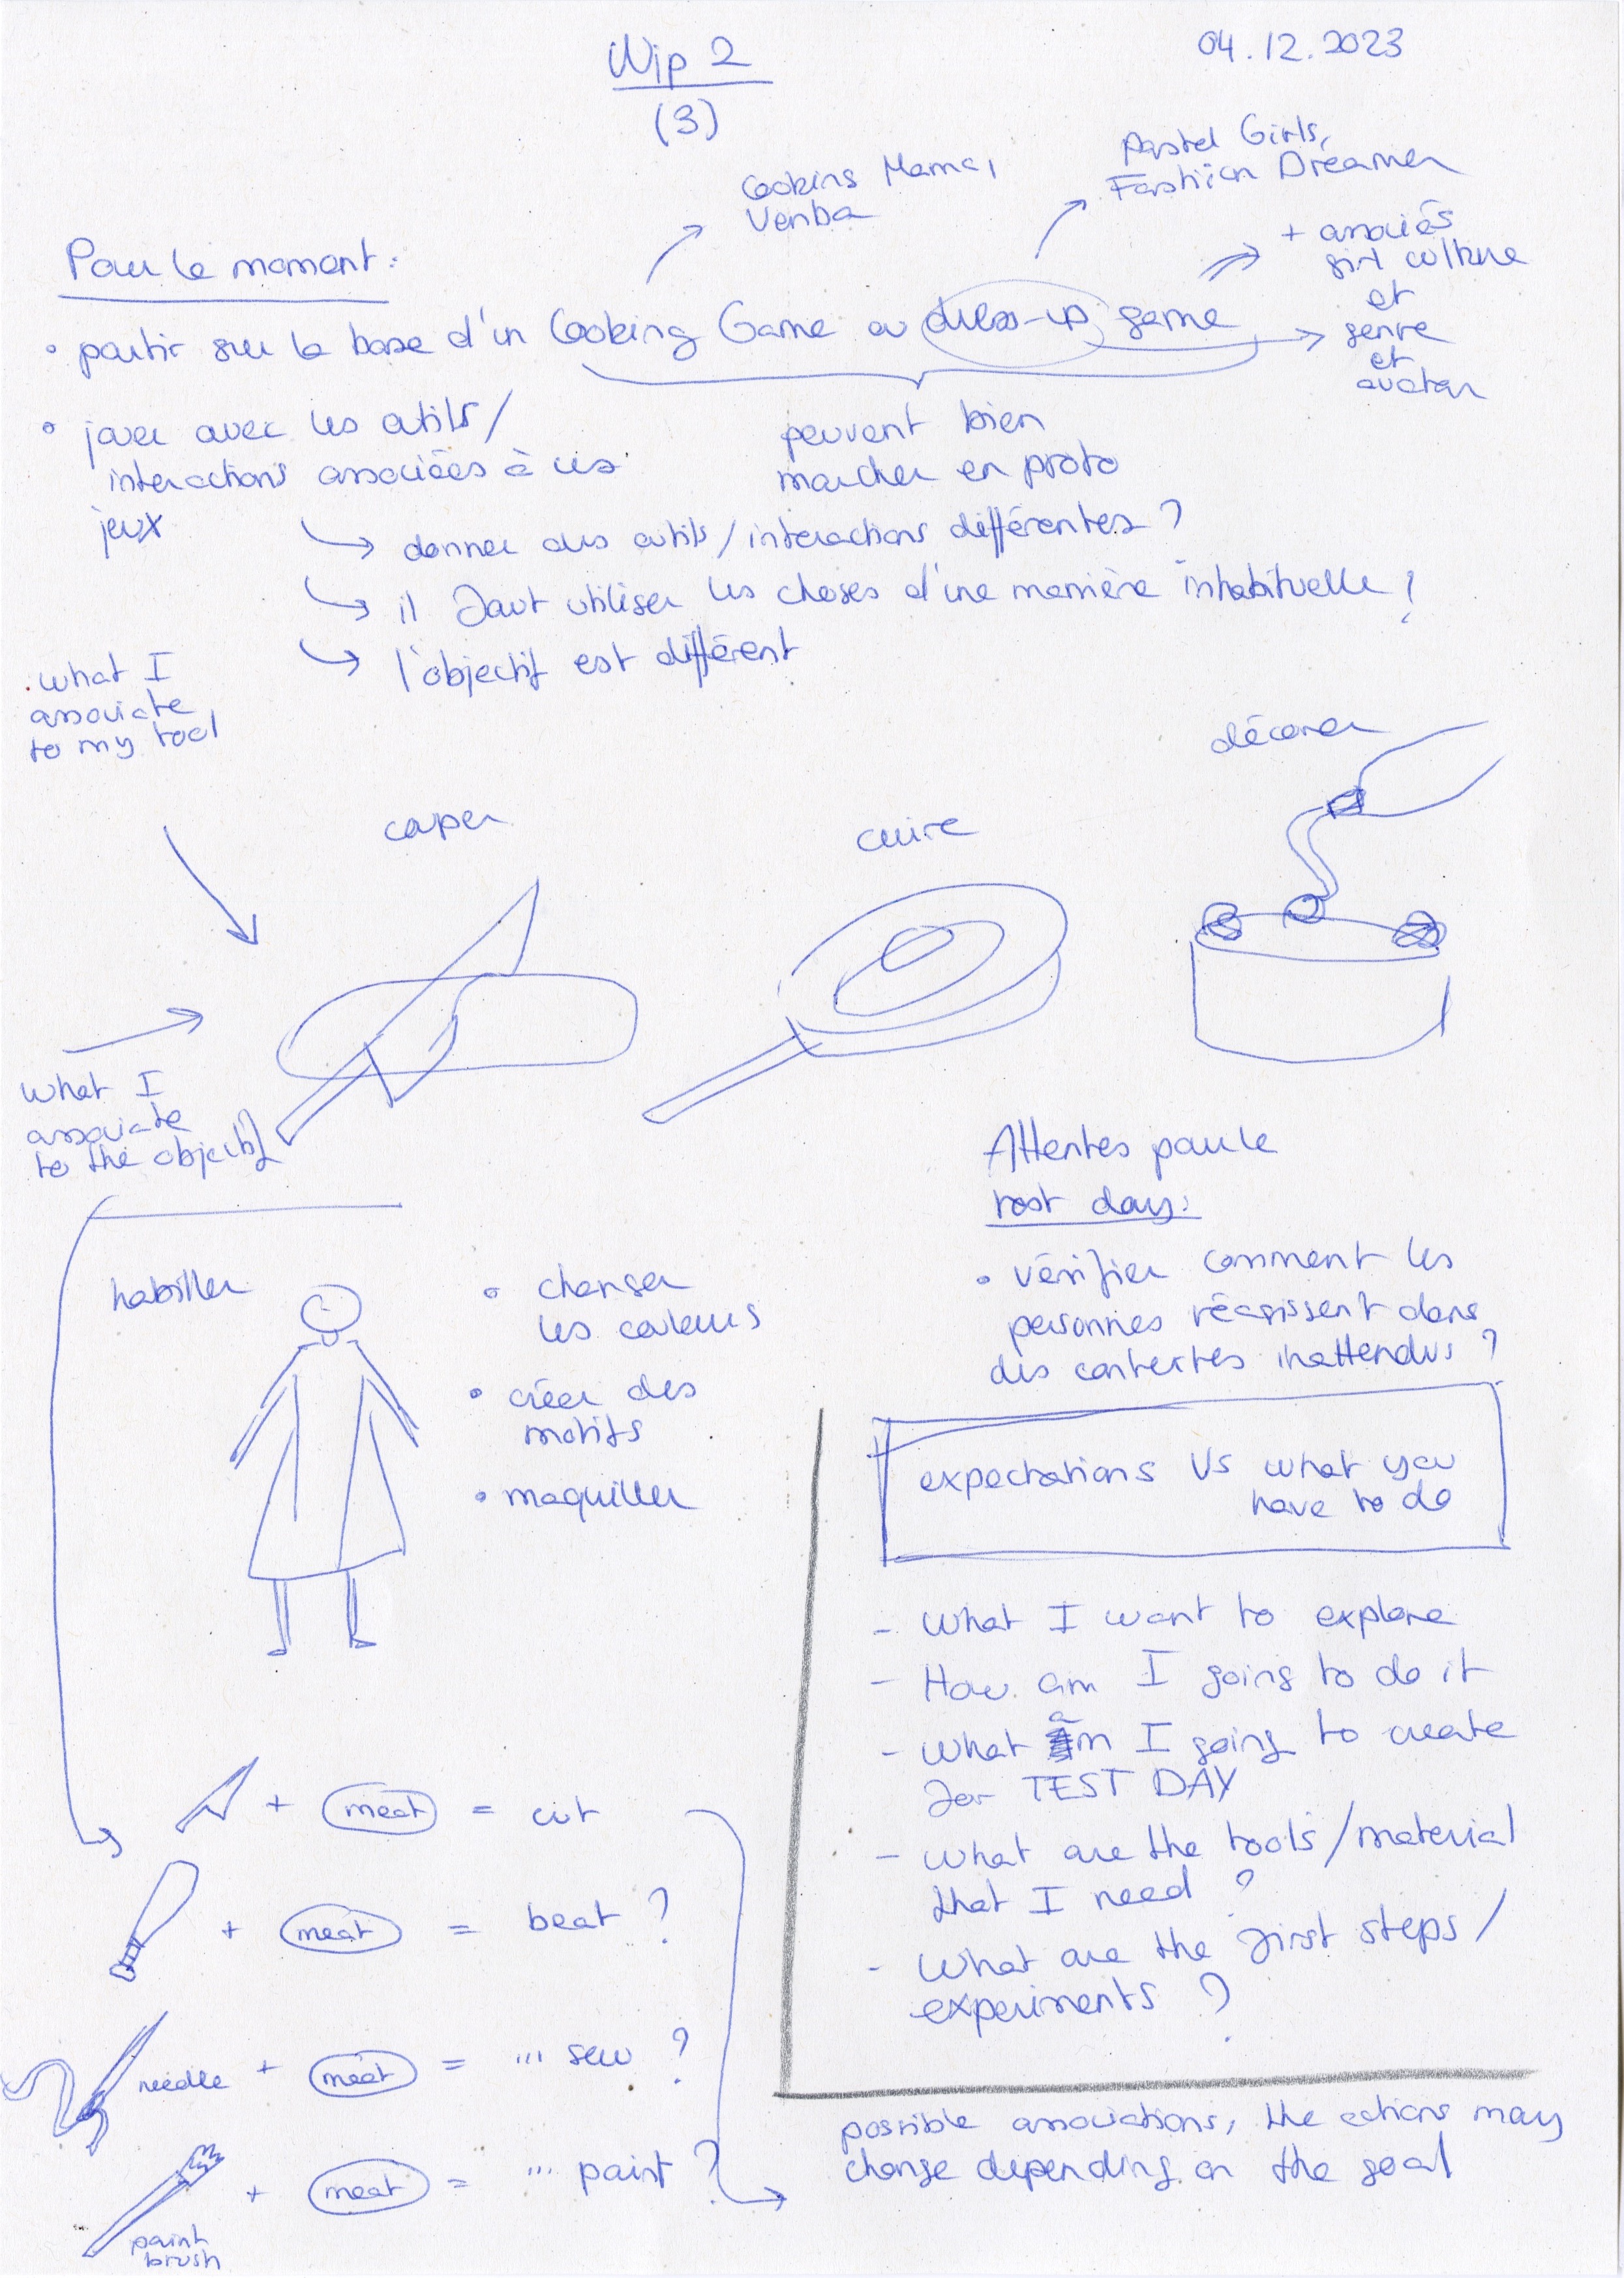 Wip 2
04.12.2023
(3)
Cooking Mama,
Venba
Pastel Girls,
Fashion Dreamer
+ associés
girl culture
et
genre
et
avatar
Pour le moment :
• partir sur la base d'un Cooking Game ou dress-up game
• jouer avec les outils/
interactions associées à ces
jeux
peuvent bien
marcher en proto
donner des outils/interactions différentes ?
il faut utiliser les choses d'une manière inhabituelle ?
l'objectif est différent
what I
associate
to my tool
couper
cuire
décorer
what I
associate
to the objectif
habiller
• changer
les couleurs
• créer des
motifs
• maquiller
Attentes pour le
test day:
• vérifier comment les
personnes réagissent dans
des contextes inattendus ?
expectations VS what you
have to do
- What I want to explore
- How am I going to do it
- What am I going to create
for TEST DAY
- What are the tools/material
that I need ?
- What are the first steps/
experiments ?
+ meat = cut
+ meat = beat ?
needle + meat = ... sew ?
+ meat = ... paint ?
paint
brush
possible associations, the actions may
change depending on the goal